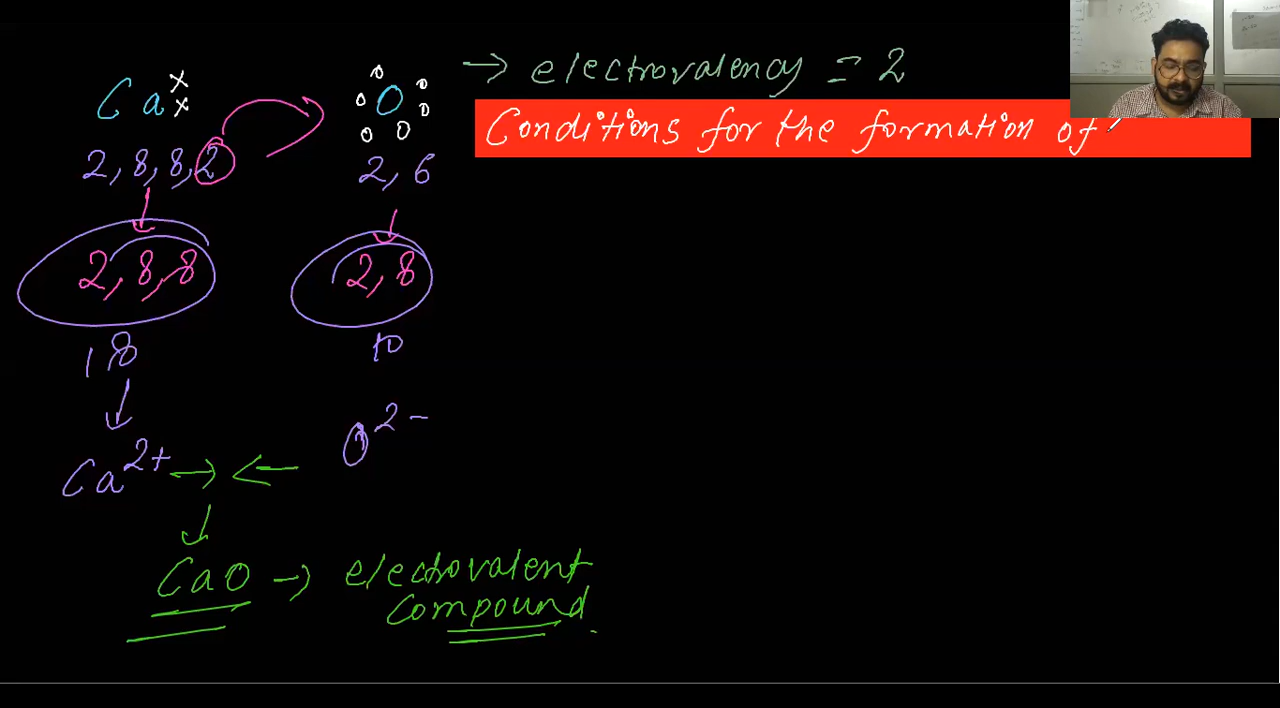 Ca
O
→ electrovalency = 2
Conditions for the formation of
2, 8, 8, 2
2, 6
2, 8, 8
2, 8
18
10
Ca2+ → ←
O2-
CaO → electrovalent
compound